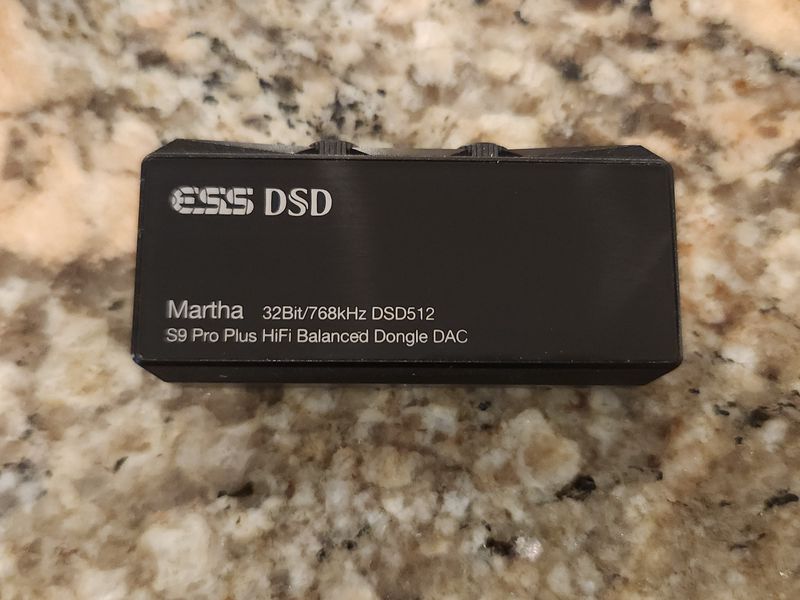 ESS DSD
Martha 32Bit/768kHz DSD512
S9 Pro Plus HiFi Balanced Dongle DAC